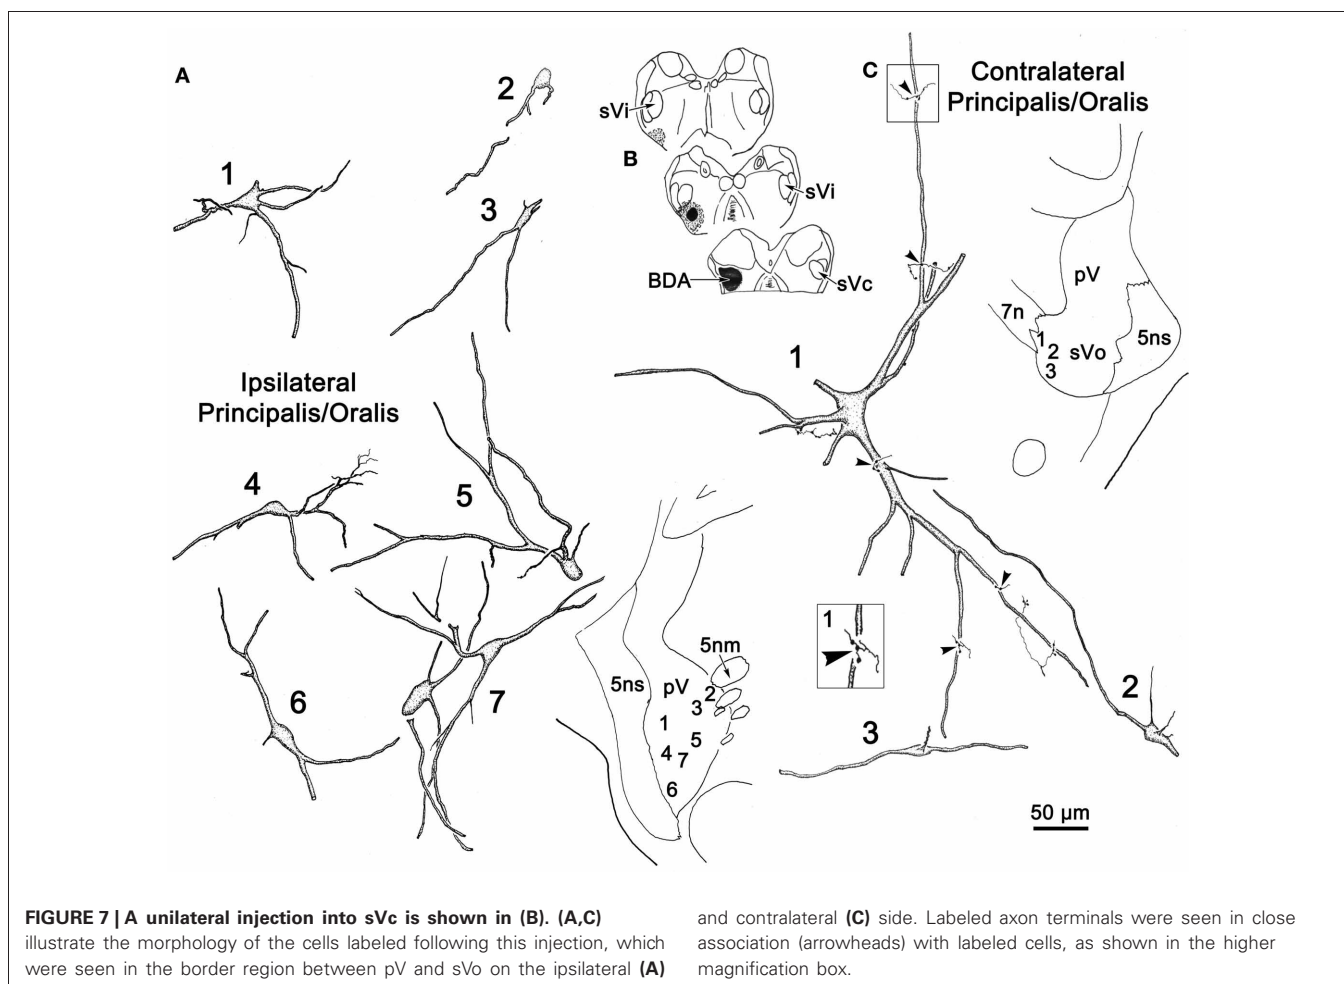 A
1
2
3
Ipsilateral
Principalis/Oralis
4
5
6
7
5ns
pV
5nm
1
2
3
4
5
6
7
B
sVi
sVi
BDA
sVc
C
Contralateral
Principalis/Oralis
1
2
3
1
pV
7n
1
2
3
sVo
5ns
50 µm
FIGURE 7 | A unilateral injection into sVc is shown in (B). (A,C)
illustrate the morphology of the cells labeled following this injection, which
were seen in the border region between pV and sVo on the ipsilateral (A)
and contralateral (C) side. Labeled axon terminals were seen in close
association (arrowheads) with labeled cells, as shown in the higher
magnification box.